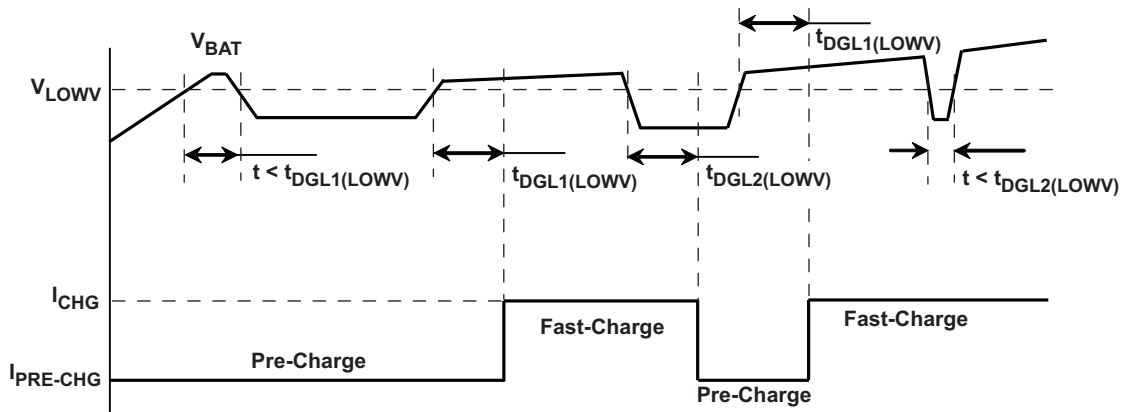 t_DGL1(LOWV)
V_BAT
V_LOWV
t < t_DGL1(LOWV)
t_DGL1(LOWV)
t_DGL2(LOWV)
t < t_DGL2(LOWV)
I_CHG
Fast-Charge
Fast-Charge
Pre-Charge
I_PRE-CHG
Pre-Charge